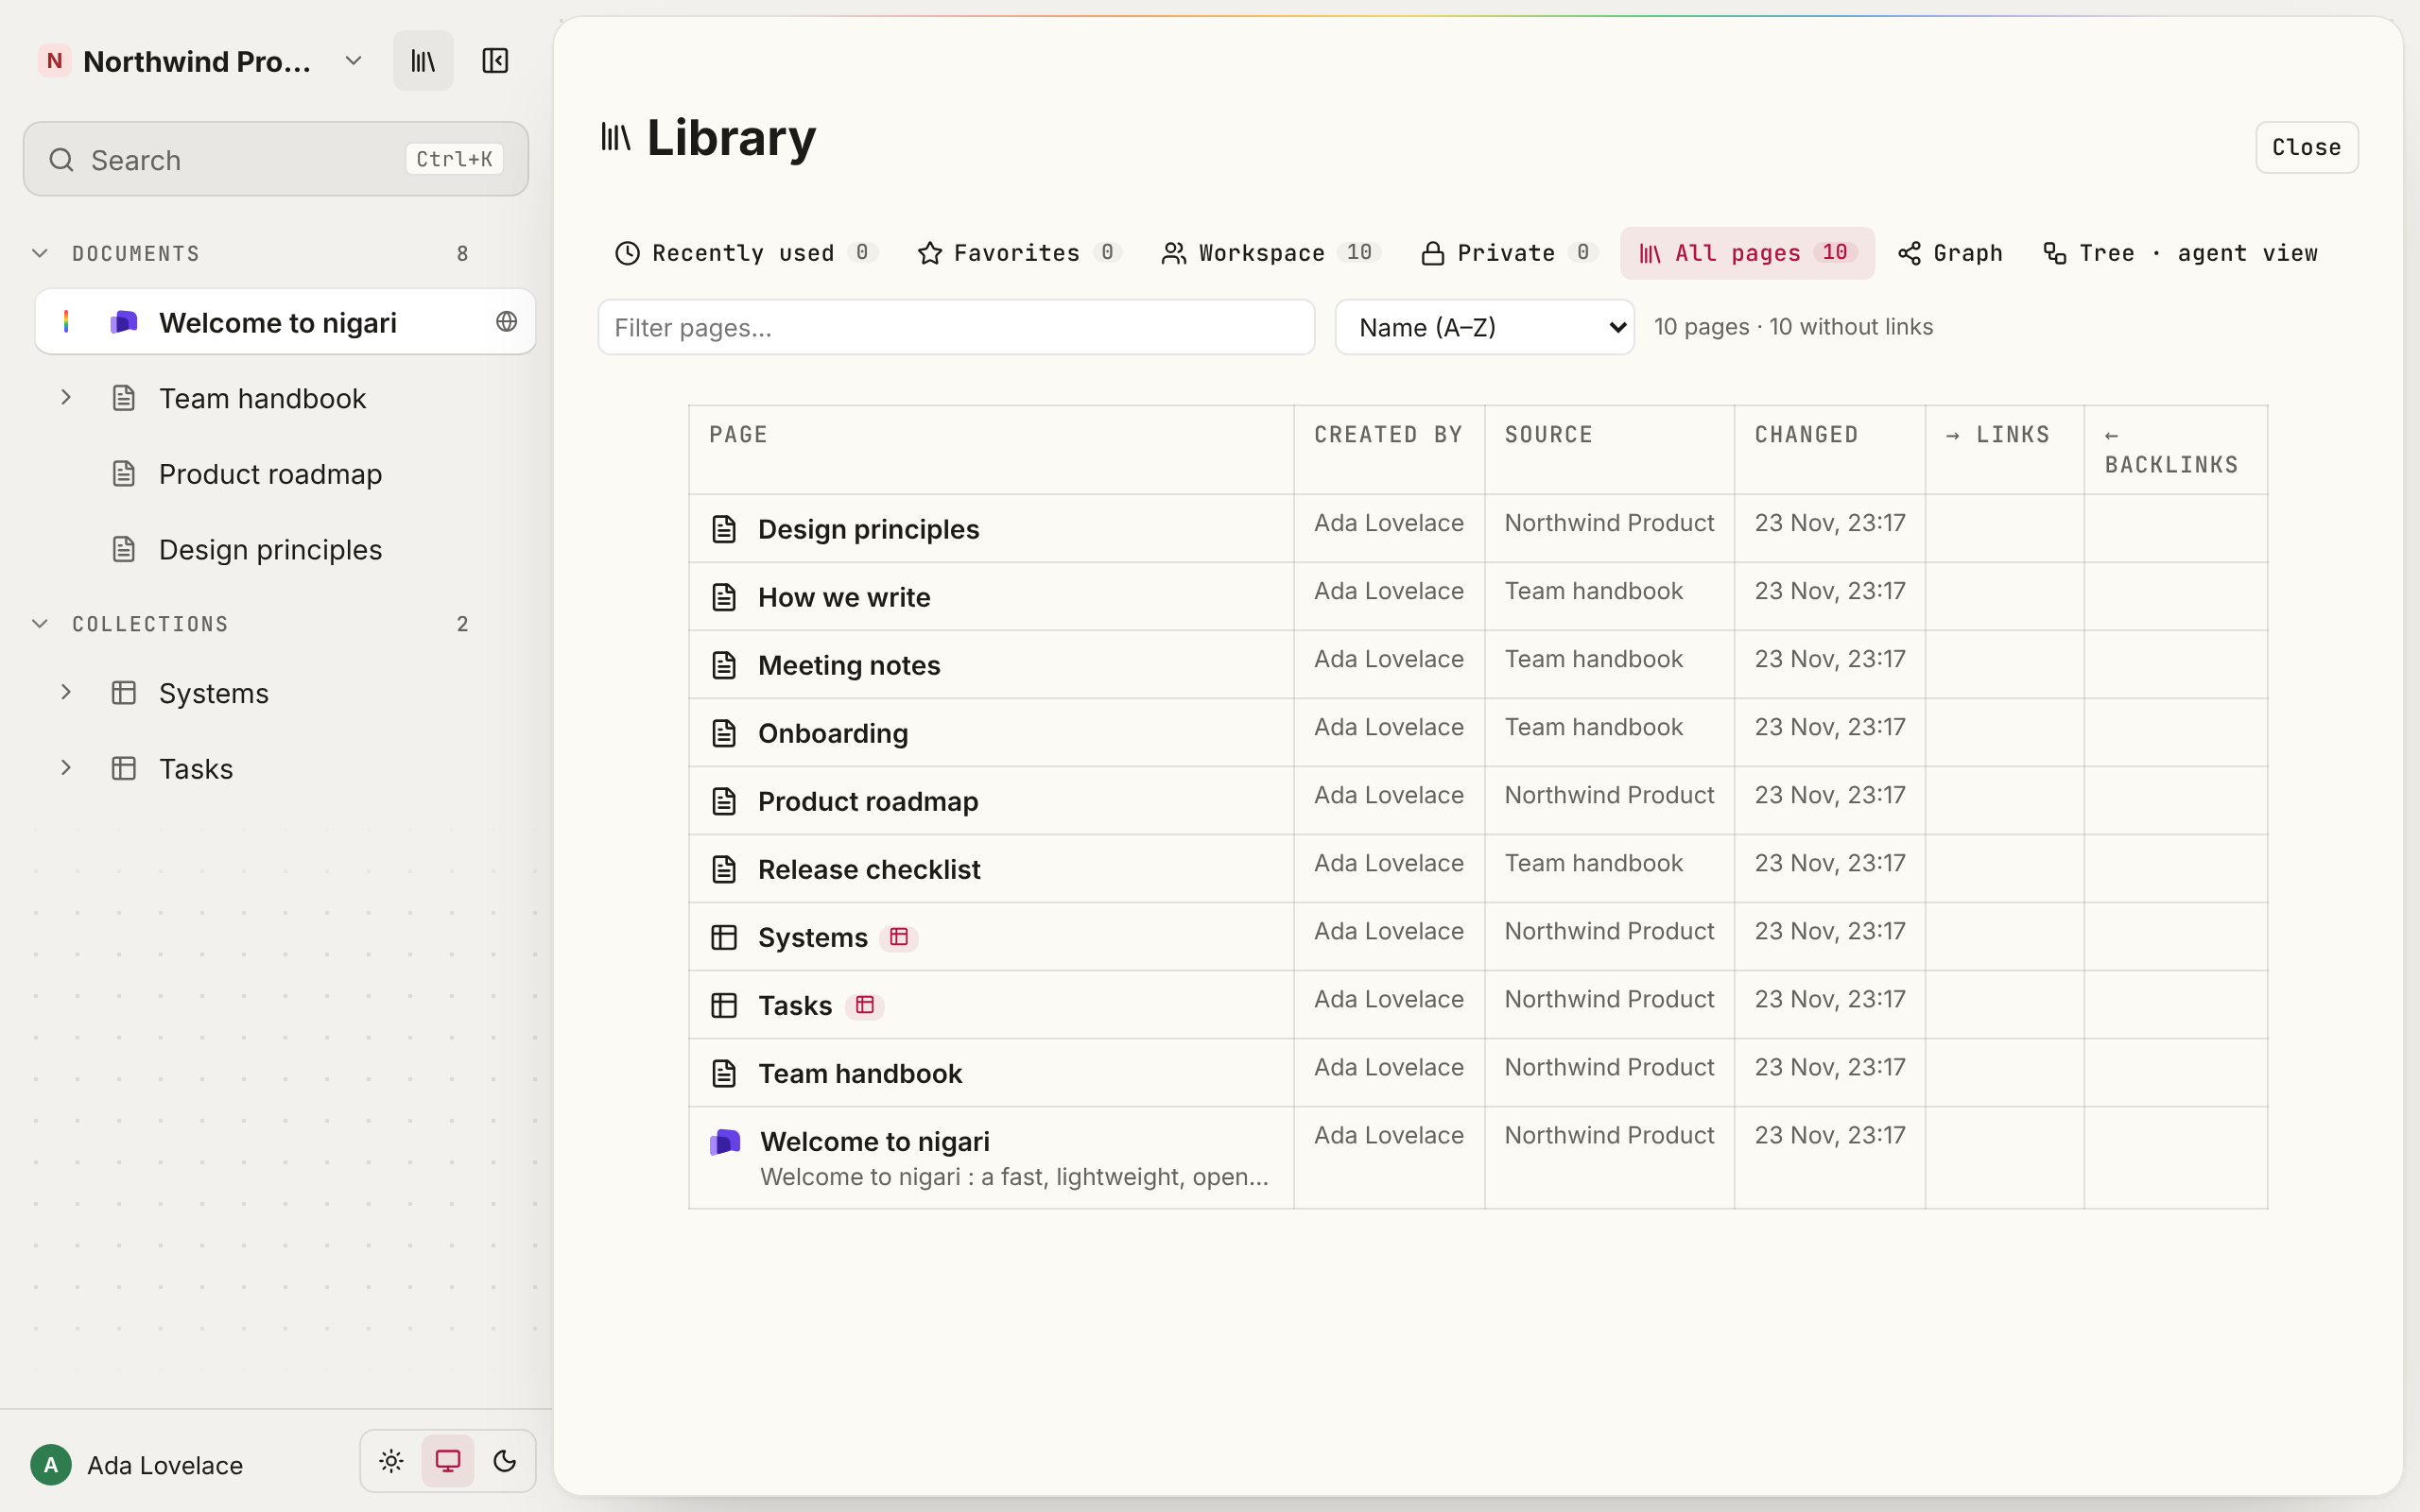 N Northwind Pro...
Search Ctrl+K
DOCUMENTS 8
Welcome to nigari
Team handbook
Product roadmap
Design principles
COLLECTIONS 2
Systems
Tasks
A Ada Lovelace
Library
Close
Recently used 0 Favorites 0 Workspace 10 Private 0 All pages 10 Graph Tree · agent view
Filter pages... Name (A–Z) 10 pages · 10 without links
PAGE CREATED BY SOURCE CHANGED → LINKS ← BACKLINKS
Design principles Ada Lovelace Northwind Product 23 Nov, 23:17
How we write Ada Lovelace Team handbook 23 Nov, 23:17
Meeting notes Ada Lovelace Team handbook 23 Nov, 23:17
Onboarding Ada Lovelace Team handbook 23 Nov, 23:17
Product roadmap Ada Lovelace Northwind Product 23 Nov, 23:17
Release checklist Ada Lovelace Team handbook 23 Nov, 23:17
Systems Ada Lovelace Northwind Product 23 Nov, 23:17
Tasks Ada Lovelace Northwind Product 23 Nov, 23:17
Team handbook Ada Lovelace Northwind Product 23 Nov, 23:17
Welcome to nigari Ada Lovelace Northwind Product 23 Nov, 23:17
Welcome to nigari : a fast, lightweight, open...